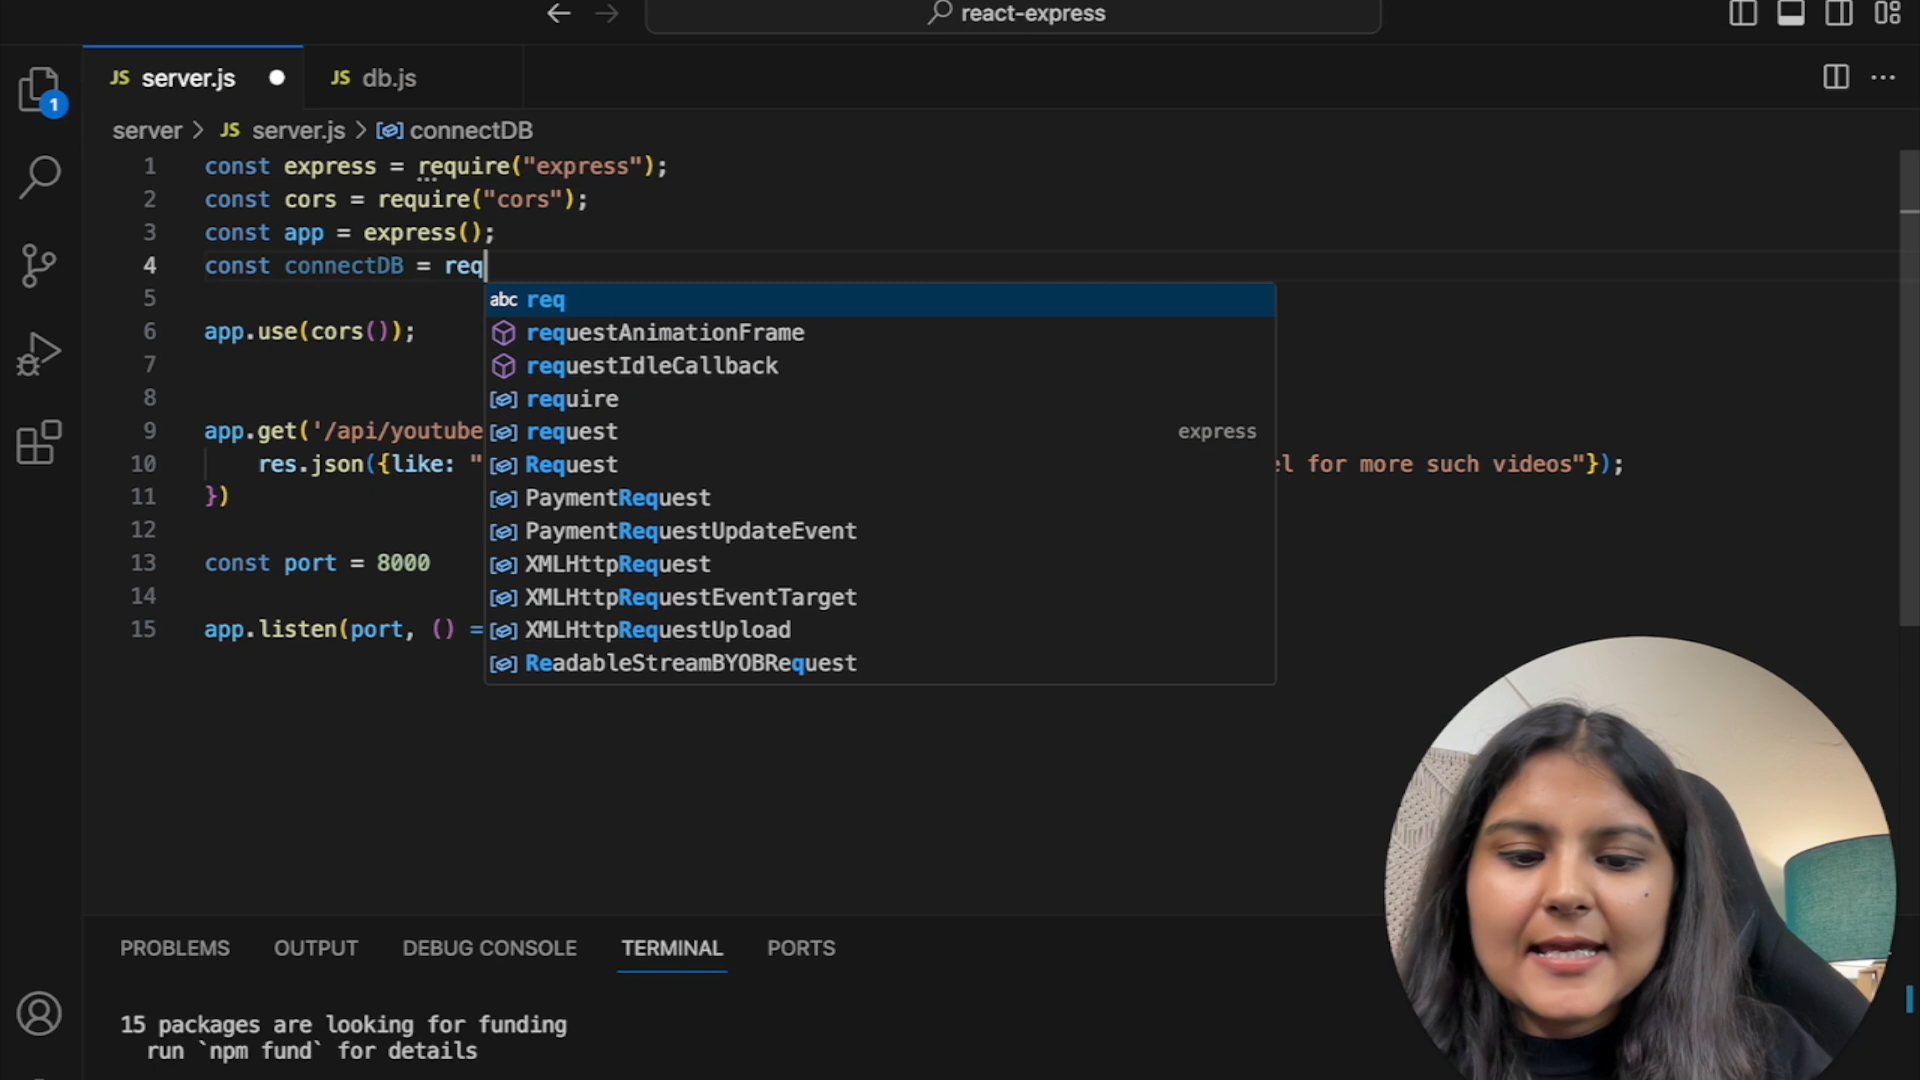 react-express
JS server.js
JS db.js
1
server > JS server.js > connectDB
1 const express = require("express");
2 const cors = require("cors");
3 const app = express();
4 const connectDB = req
5
6 app.use(cors());
7
8
9 app.get('/api/youtube
10 res.json({like: " l for more such videos"});
11 })
12
13 const port = 8000
14
15 app.listen(port, () =
abc req
requestAnimationFrame
requestIdleCallback
require
request express
Request
PaymentRequest
PaymentRequestUpdateEvent
XMLHttpRequest
XMLHttpRequestEventTarget
XMLHttpRequestUpload
ReadableStreamBYOBRequest
PROBLEMS OUTPUT DEBUG CONSOLE TERMINAL PORTS
15 packages are looking for funding
run `npm fund` for details